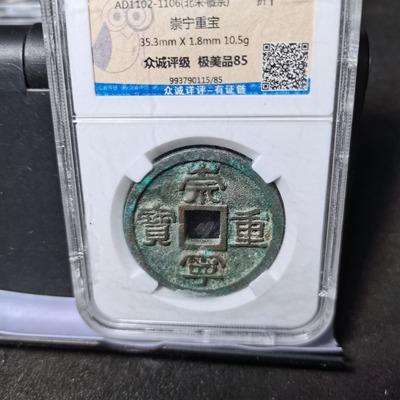 AD1102-1106(北宋·徽宗) 折十
崇宁重宝
35.3mm X 1.8mm 10.5g
众诚评级 极美品85
993790115/85
众诚详评-有证链
崇
寶 重
寧